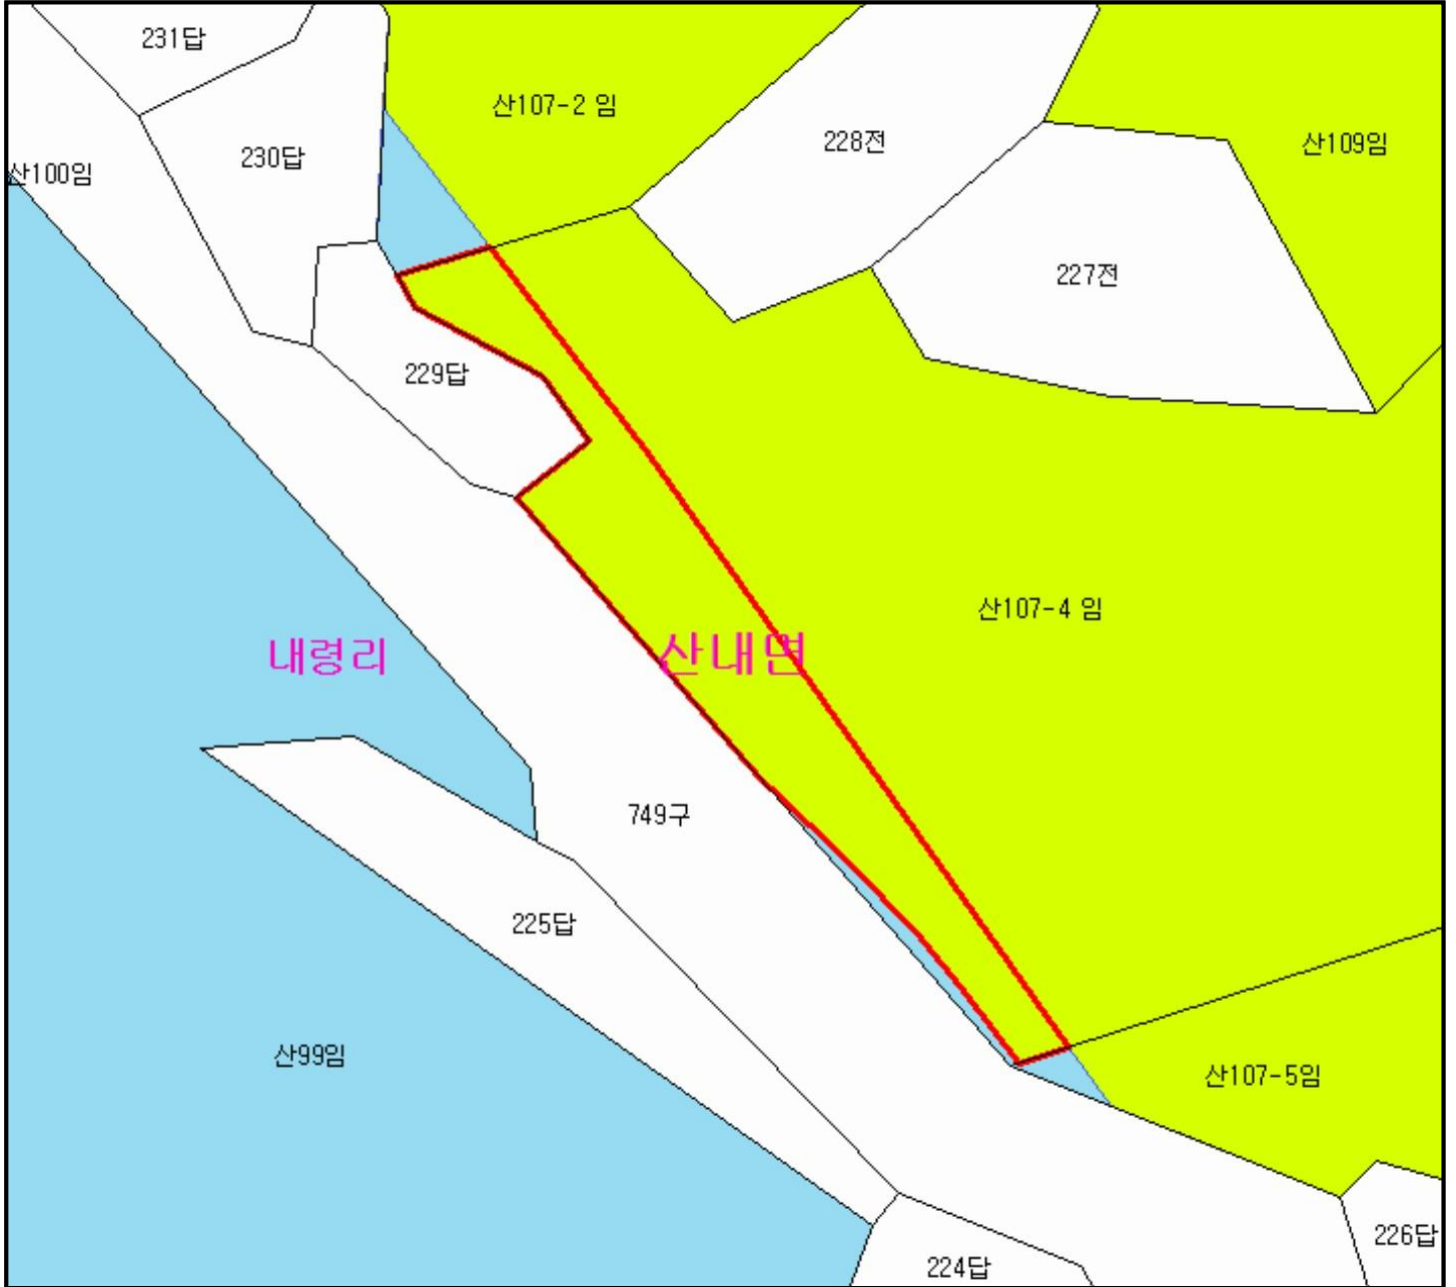 231답
산107-2 임
228전
산109임
230답
산100임
227전
229답
산107-4 임
내령리
산내면
749구
225답
산99임
산107-5임
226답
224답